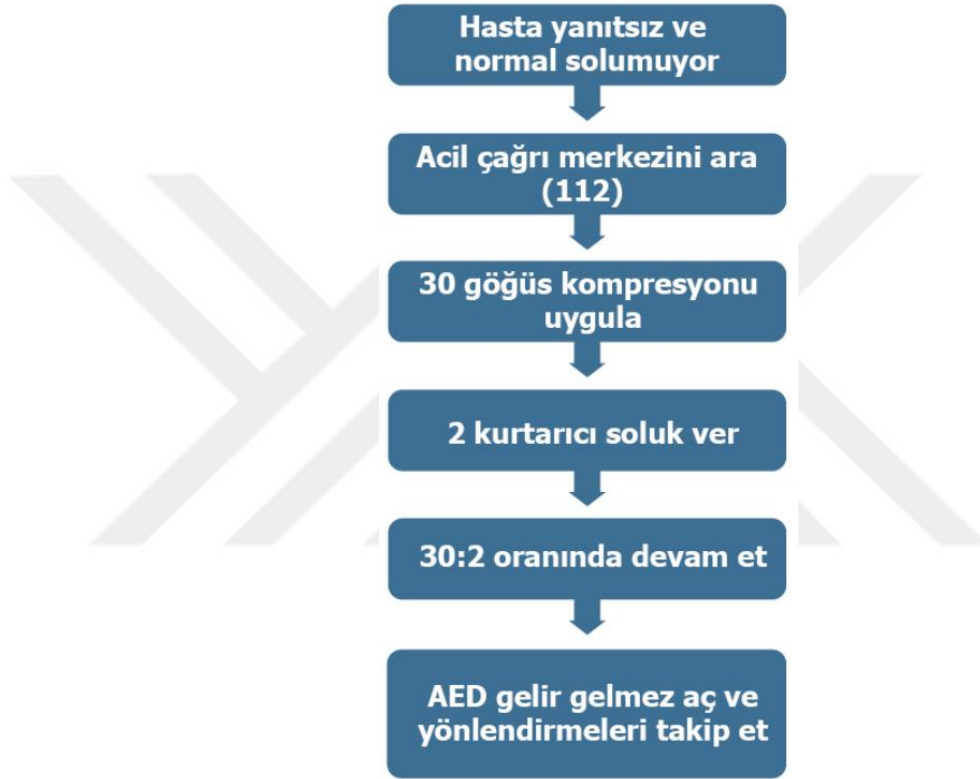 Hasta yanıtsız ve
normal solumuyor
Acil çağrı merkezini ara
(112)
30 göğüs kompresyonu
uygula
2 kurtarıcı soluk ver
30:2 oranında devam et
AED gelir gelmez aç ve
yönlendirmeleri takip et